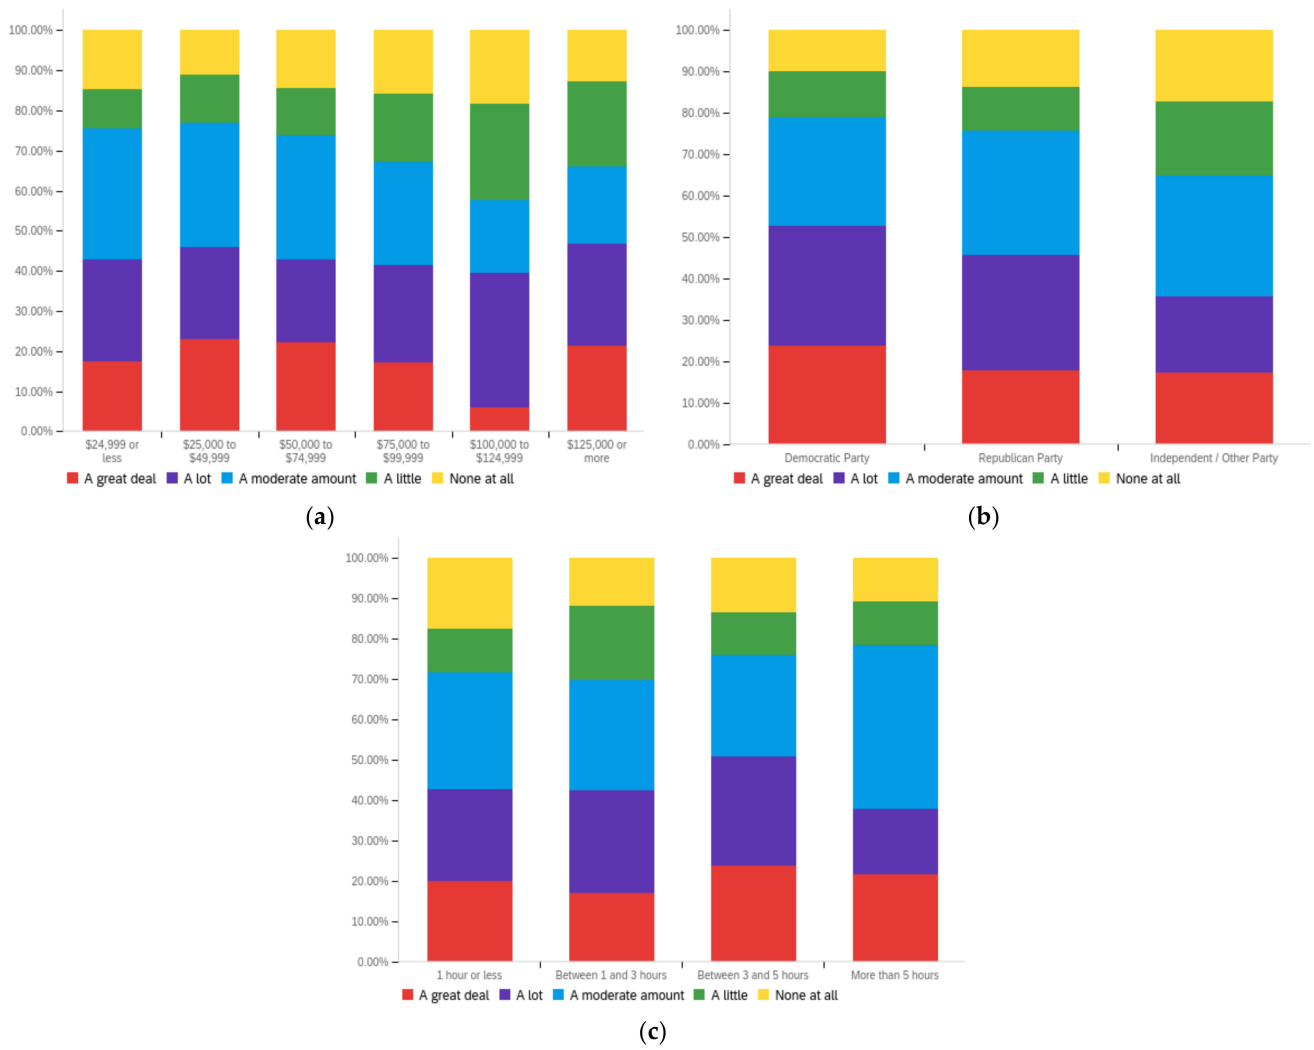 100.00%
90.00%
80.00%
70.00%
60.00%
50.00%
40.00%
30.00%
20.00%
10.00%
0.00%
$24,999 or less
$25,000 to $49,999
$50,000 to $74,999
$75,000 to $99,999
$100,000 to $124,999
$125,000 or more
A great deal A lot A moderate amount A little None at all
(a)
100.00%
90.00%
80.00%
70.00%
60.00%
50.00%
40.00%
30.00%
20.00%
10.00%
0.00%
Democratic Party Republican Party Independent / Other Party
A great deal A lot A moderate amount A little None at all
(b)
100.00%
90.00%
80.00%
70.00%
60.00%
50.00%
40.00%
30.00%
20.00%
10.00%
0.00%
1 hour or less Between 1 and 3 hours Between 3 and 5 hours More than 5 hours
A great deal A lot A moderate amount A little None at all
(c)